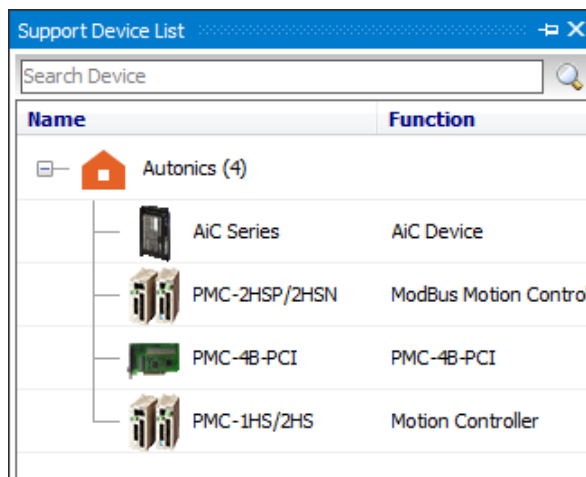 Support Device List
Search Device
Name Function
Autonics (4)
AiC Series AiC Device
PMC-2HSP/2HSN ModBus Motion Contro
PMC-4B-PCI PMC-4B-PCI
PMC-1HS/2HS Motion Controller